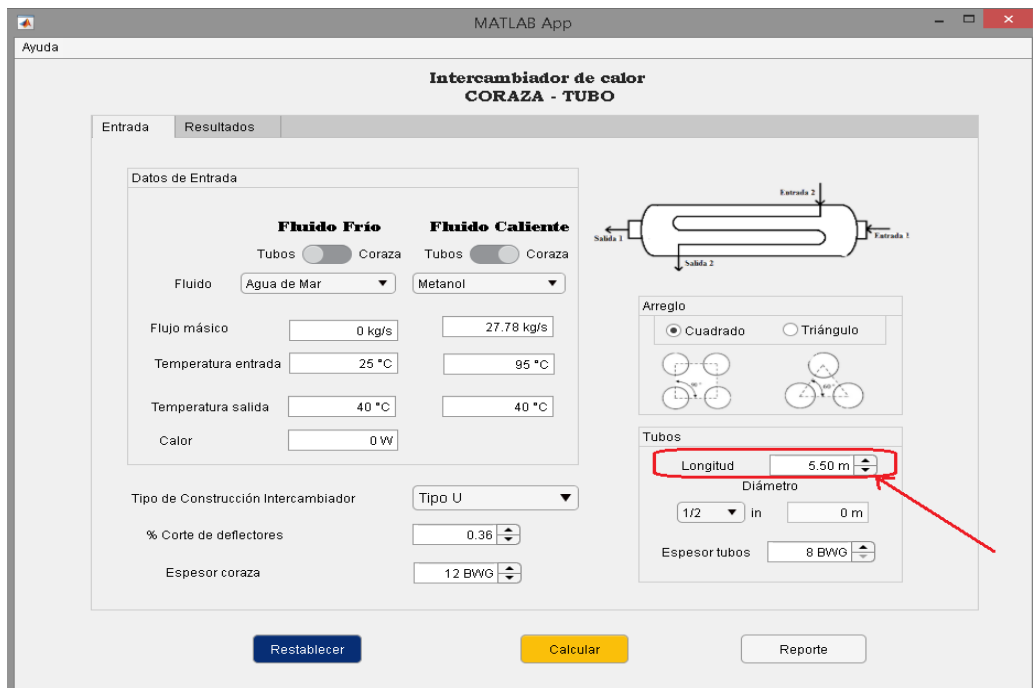 MATLAB App
Ayuda
Intercambiador de calor
CORAZA - TUBO
Entrada Resultados
Datos de Entrada
Fluido Frío Fluido Caliente
Tubos Coraza Tubos Coraza
Fluido Agua de Mar Metanol
Flujo másico 0 kg/s 27.78 kg/s
Temperatura entrada 25 °C 95 °C
Temperatura salida 40 °C 40 °C
Calor 0 W
Tipo de Construcción Intercambiador Tipo U
% Corte de deflectores 0.36
Espesor coraza 12 BWG
Entrada 2
Salida 1
Entrada 1
Salida 2
Arreglo
Cuadrado Triángulo
90°
60°
Tubos
Longitud 5.50 m
Diámetro
1/2 in 0 m
Espesor tubos 8 BWG
Restablecer Calcular Reporte